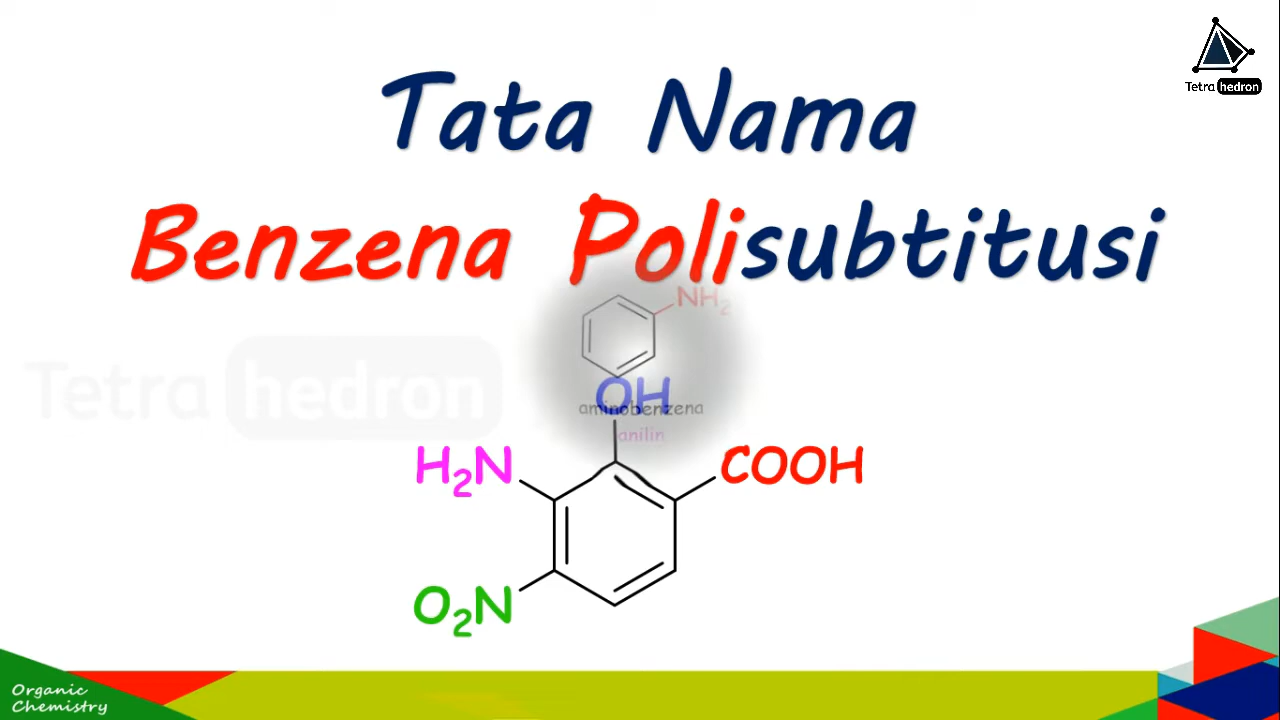 Tetra hedron
Tata Nama
Benzena Polisubtitusi
NH2
Tetra hedron
OH
aminobenzena
anilin
H2N
COOH
O2N
Organic
Chemistry